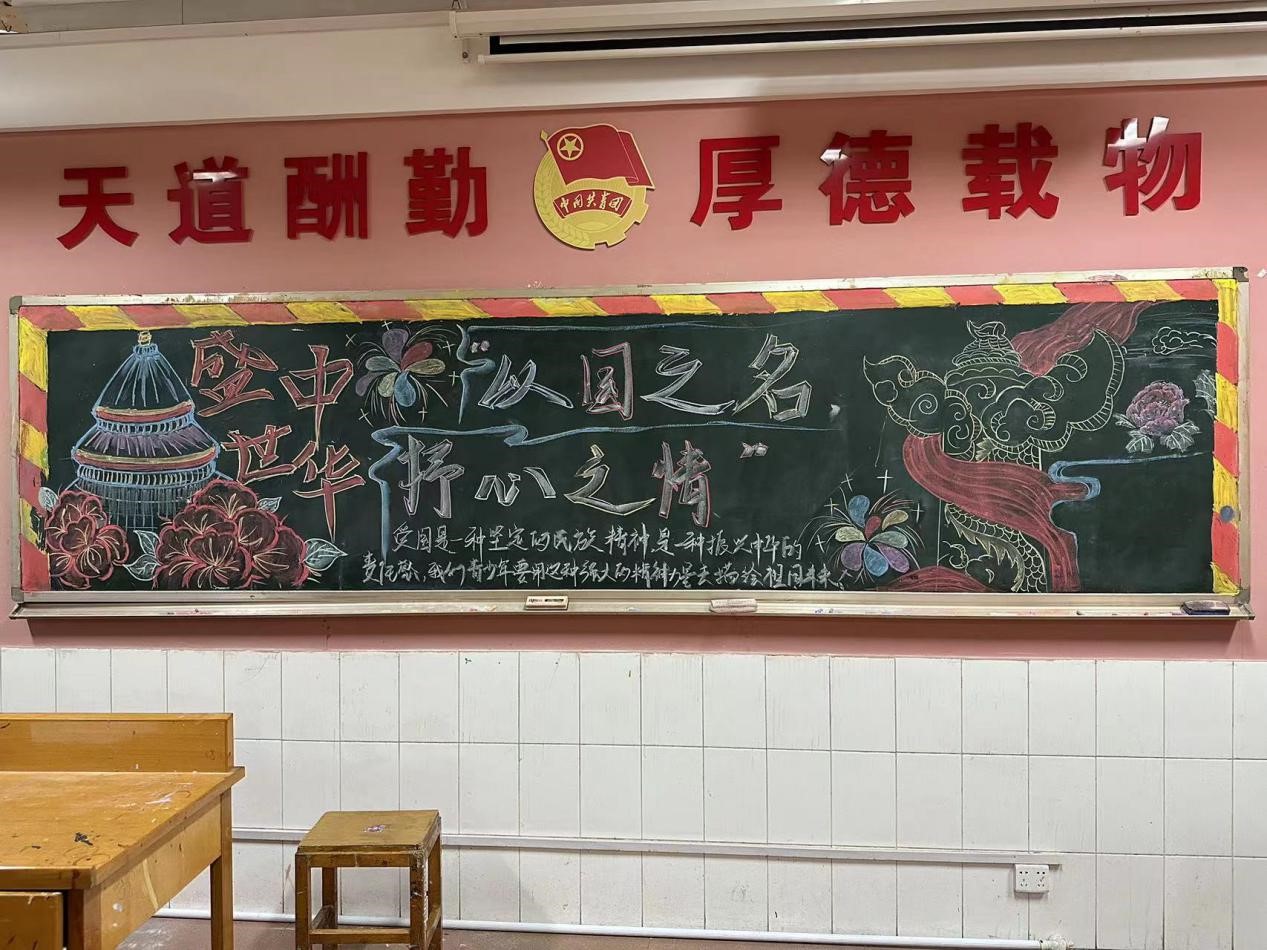 天道酬勤
中国共青团
厚德载物
盛世
中华
“以国之名
抒心之情”
爱国是一种坚定的民族精神是一种振兴中华的
责任感、我们青少年要用这种强大的精神力量去描绘祖国未来